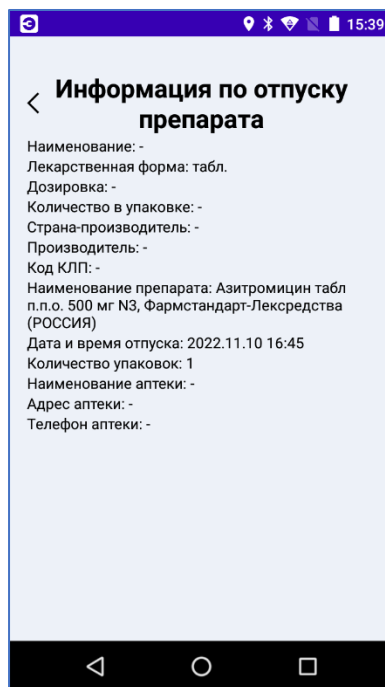 15:39
Информация по отпуску
препарата
Наименование: -
Лекарственная форма: табл.
Дозировка: -
Количество в упаковке: -
Страна-производитель: -
Производитель: -
Код КЛП: -
Наименование препарата: Азитромицин табл
п.п.о. 500 мг N3, Фармстандарт-Лексредства
(РОССИЯ)
Дата и время отпуска: 2022.11.10 16:45
Количество упаковок: 1
Наименование аптеки: -
Адрес аптеки: -
Телефон аптеки: -